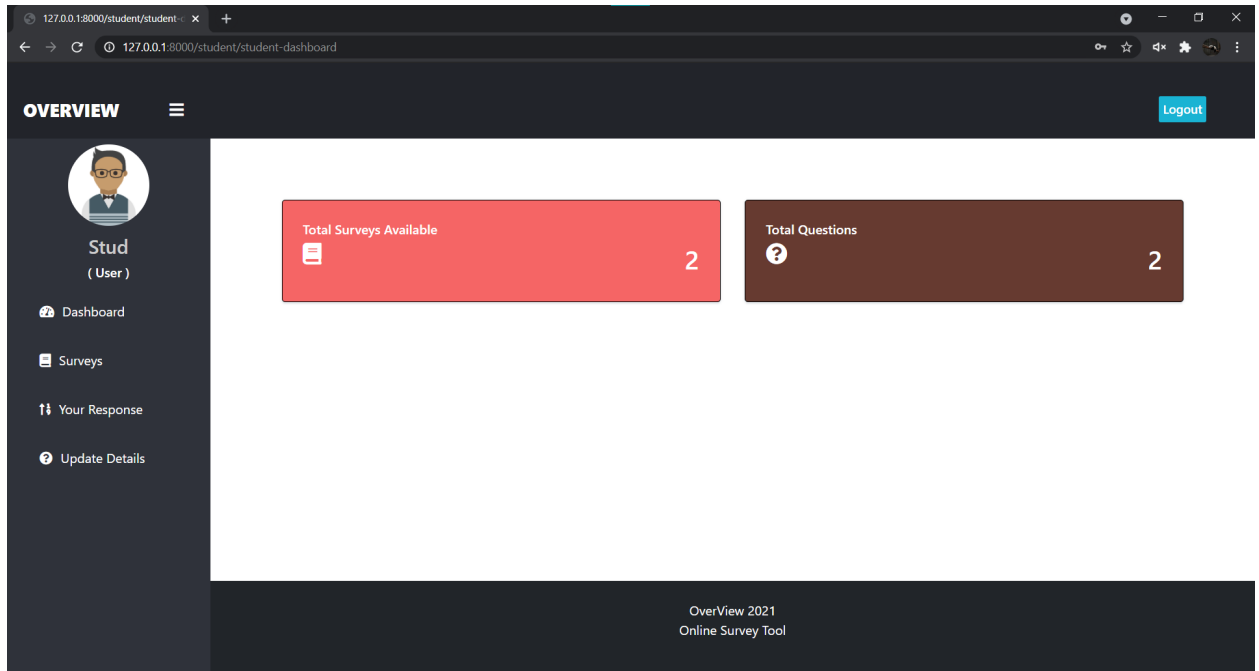 127.0.0.1:8000/student/student-d
127.0.0.1:8000/student/student-dashboard
OVERVIEW
Logout
Stud
( User )
Dashboard
Surveys
Your Response
Update Details
Total Surveys Available
2
Total Questions
2
OverView 2021
Online Survey Tool